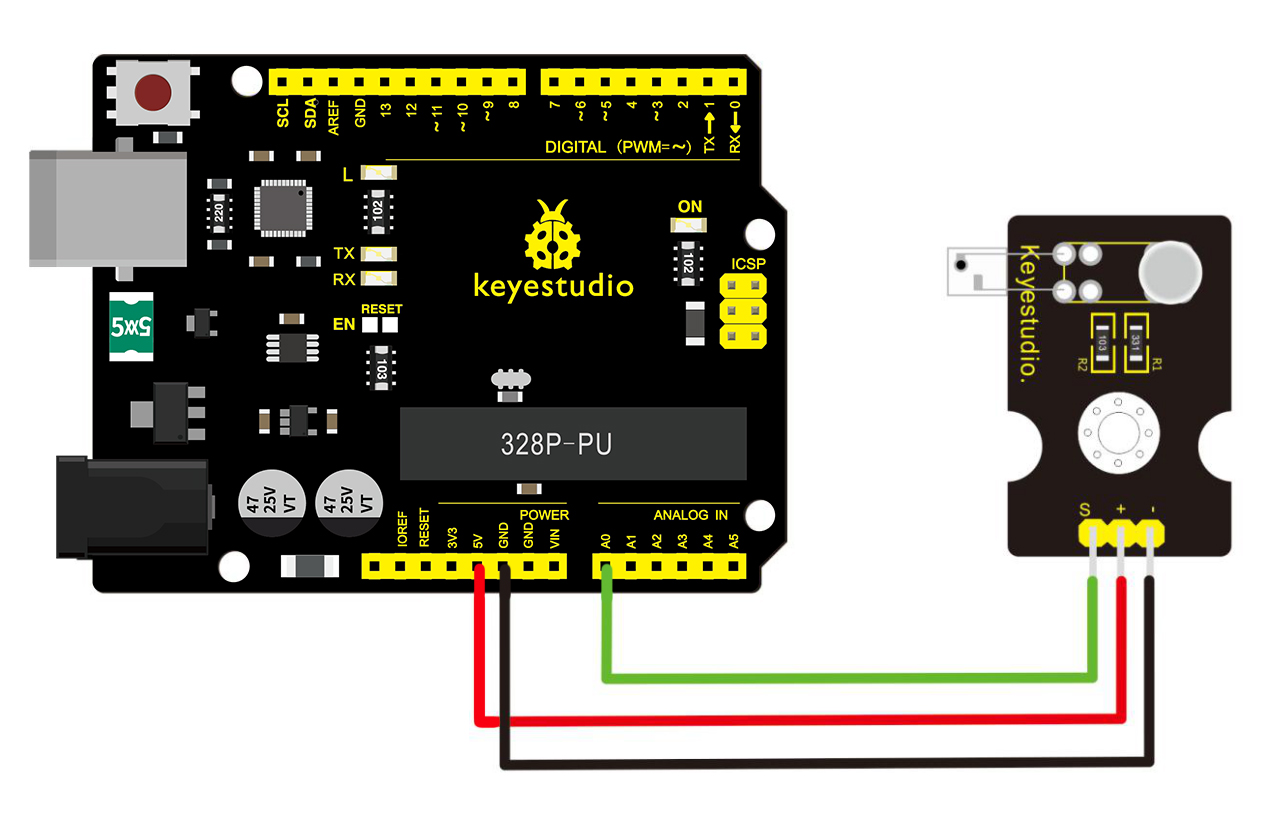 SCL
SDA
AREF
GND
13
12
~11
~10
~9
8
7
~6
~5
4
~3
2
TX→1
RX←0
DIGITAL (PWM=~)
L
220
102
TX
RX
RESET
EN
5XX5
103
keyestudio
ON
102
ICSP
328P-PU
47
25V
VT
47
25V
VT
POWER
ANALOG IN
IOREF
RESET
3V3
5V
GND
GND
VIN
A0
A1
A2
A3
A4
A5
Keyestudio.
103
331
R2
R1
S + -